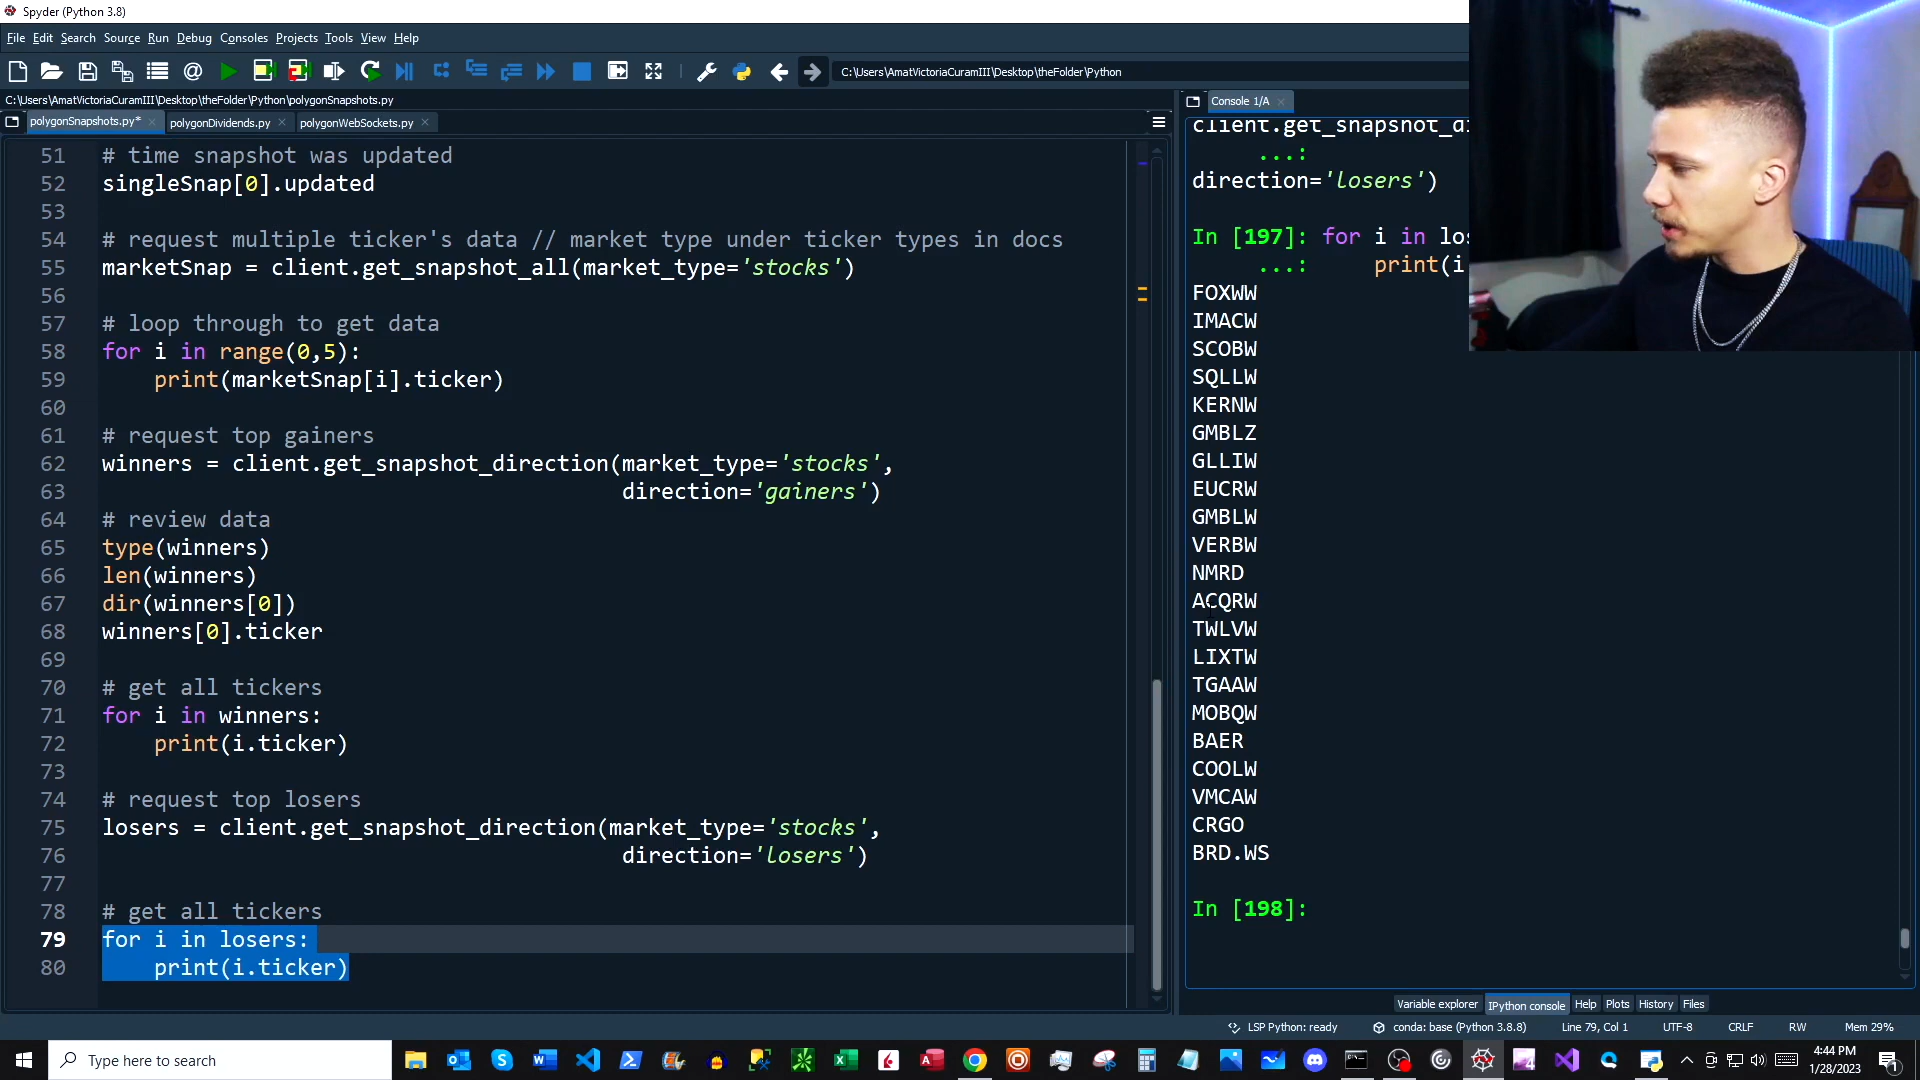 Spyder (Python 3.8)
File Edit Search Source Run Debug Consoles Projects Tools View Help
C:\Users\AmatVictoriaCuramIII\Desktop\theFolder\Python
C:\Users\AmatVictoriaCuramIII\Desktop\theFolder\Python\polygonSnapshots.py
polygonSnapshots.py* polygonDividends.py polygonWebSockets.py
51 # time snapshot was updated
52 singleSnap[0].updated
53
54 # request multiple ticker's data // market type under ticker types in docs
55 marketSnap = client.get_snapshot_all(market_type='stocks')
56
57 # loop through to get data
58 for i in range(0,5):
59 print(marketSnap[i].ticker)
60
61 # request top gainers
62 winners = client.get_snapshot_direction(market_type='stocks',
63 direction='gainers')
64 # review data
65 type(winners)
66 len(winners)
67 dir(winners[0])
68 winners[0].ticker
69
70 # get all tickers
71 for i in winners:
72 print(i.ticker)
73
74 # request top losers
75 losers = client.get_snapshot_direction(market_type='stocks',
76 direction='losers')
77
78 # get all tickers
79 for i in losers:
80 print(i.ticker)
Console 1/A
client.get_snapshot_d
...:
direction='losers')
In [197]: for i in los
...: print(i
FOXWW
IMACW
SCOBW
SQLLW
KERNW
GMBLZ
GLLIW
EUCRW
GMBLW
VERBW
NMRD
ACQRW
TWLVW
LIXTW
TGAAW
MOBQW
BAER
COOLW
VMCAW
CRGO
BRD.WS
In [198]:
Variable explorer IPython console Help Plots History Files
LSP Python: ready conda: base (Python 3.8.8) Line 79, Col 1 UTF-8 CRLF RW Mem 29%
Type here to search
4:44 PM
1/28/2023